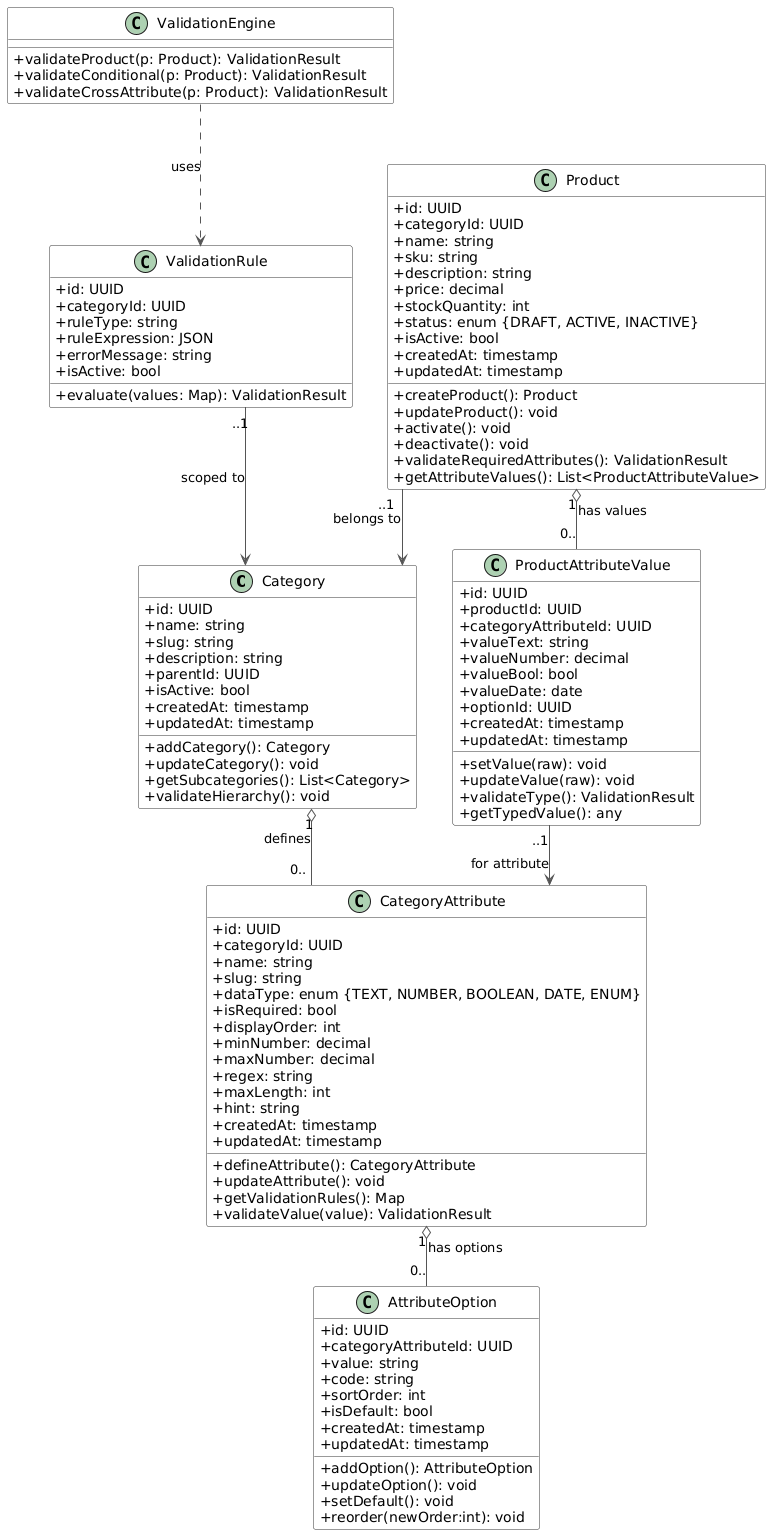 C ValidationEngine
+validateProduct(p: Product): ValidationResult
+validateConditional(p: Product): ValidationResult
+validateCrossAttribute(p: Product): ValidationResult
uses
C Product
+id: UUID
+categoryId: UUID
+name: string
+sku: string
+description: string
+price: decimal
+stockQuantity: int
+status: enum {DRAFT, ACTIVE, INACTIVE}
+isActive: bool
+createdAt: timestamp
+updatedAt: timestamp
+createProduct(): Product
+updateProduct(): void
+activate(): void
+deactivate(): void
+validateRequiredAttributes(): ValidationResult
+getAttributeValues(): List<ProductAttributeValue>
C ValidationRule
+id: UUID
+categoryId: UUID
+ruleType: string
+ruleExpression: JSON
+errorMessage: string
+isActive: bool
+evaluate(values: Map): ValidationResult
..1
scoped to
..1
belongs to
1
has values
0..
C Category
+id: UUID
+name: string
+slug: string
+description: string
+parentId: UUID
+isActive: bool
+createdAt: timestamp
+updatedAt: timestamp
+addCategory(): Category
+updateCategory(): void
+getSubcategories(): List<Category>
+validateHierarchy(): void
C ProductAttributeValue
+id: UUID
+productId: UUID
+categoryAttributeId: UUID
+valueText: string
+valueNumber: decimal
+valueBool: bool
+valueDate: date
+optionId: UUID
+createdAt: timestamp
+updatedAt: timestamp
+setValue(raw): void
+updateValue(raw): void
+validateType(): ValidationResult
+getTypedValue(): any
1
defines
0..
..1
for attribute
C CategoryAttribute
+id: UUID
+categoryId: UUID
+name: string
+slug: string
+dataType: enum {TEXT, NUMBER, BOOLEAN, DATE, ENUM}
+isRequired: bool
+displayOrder: int
+minNumber: decimal
+maxNumber: decimal
+regex: string
+maxLength: int
+hint: string
+createdAt: timestamp
+updatedAt: timestamp
+defineAttribute(): CategoryAttribute
+updateAttribute(): void
+getValidationRules(): Map
+validateValue(value): ValidationResult
1
has options
0..
C AttributeOption
+id: UUID
+categoryAttributeId: UUID
+value: string
+code: string
+sortOrder: int
+isDefault: bool
+createdAt: timestamp
+updatedAt: timestamp
+addOption(): AttributeOption
+updateOption(): void
+setDefault(): void
+reorder(newOrder:int): void